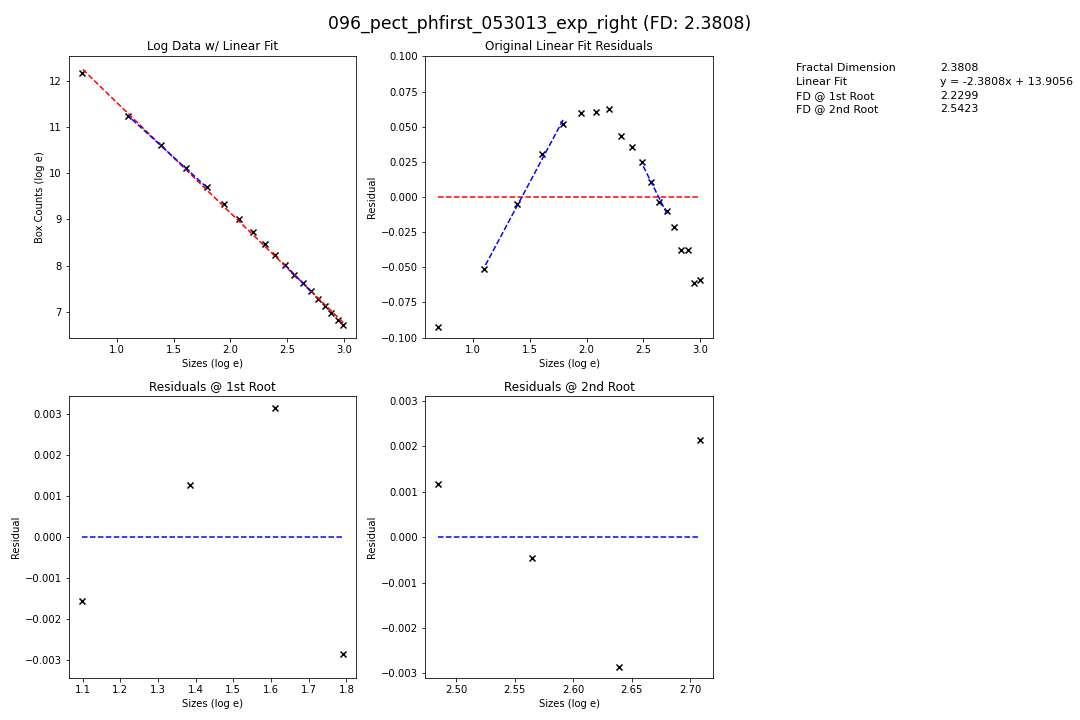 096_pect_phfirst_053013_exp_right (FD: 2.3808)
Log Data w/ Linear Fit
Box Counts (log e)
12
11
10
9
8
7
1.0 1.5 2.0 2.5 3.0
Sizes (log e)
Original Linear Fit Residuals
Residual
0.100
0.075
0.050
0.025
0.000
−0.025
−0.050
−0.075
−0.100
1.0 1.5 2.0 2.5 3.0
Sizes (log e)
Fractal Dimension 2.3808
Linear Fit y = -2.3808x + 13.9056
FD @ 1st Root 2.2299
FD @ 2nd Root 2.5423
Residuals @ 1st Root
Residual
0.003
0.002
0.001
0.000
−0.001
−0.002
−0.003
1.1 1.2 1.3 1.4 1.5 1.6 1.7 1.8
Sizes (log e)
Residuals @ 2nd Root
Residual
0.003
0.002
0.001
0.000
−0.001
−0.002
−0.003
2.50 2.55 2.60 2.65 2.70
Sizes (log e)